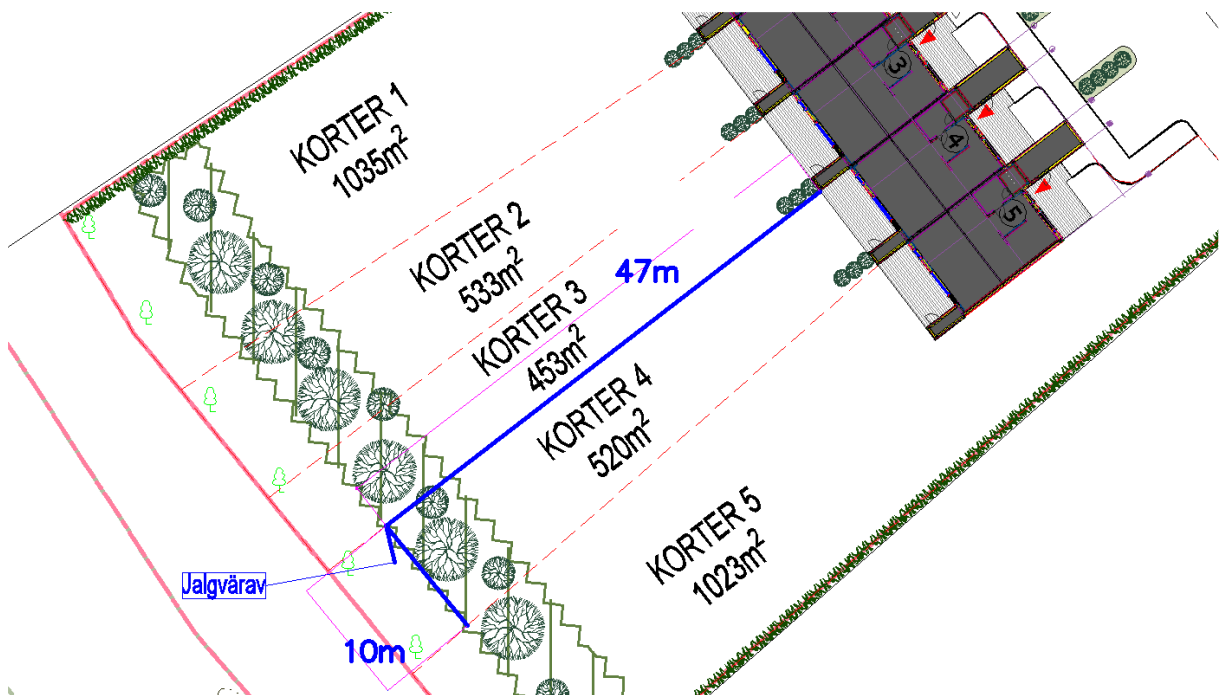 KORTER 1
1035m²
KORTER 2
533m²
KORTER 3
453m²
KORTER 4
520m²
KORTER 5
1023m²
47m
10m
Jalgvärav
3
4
5